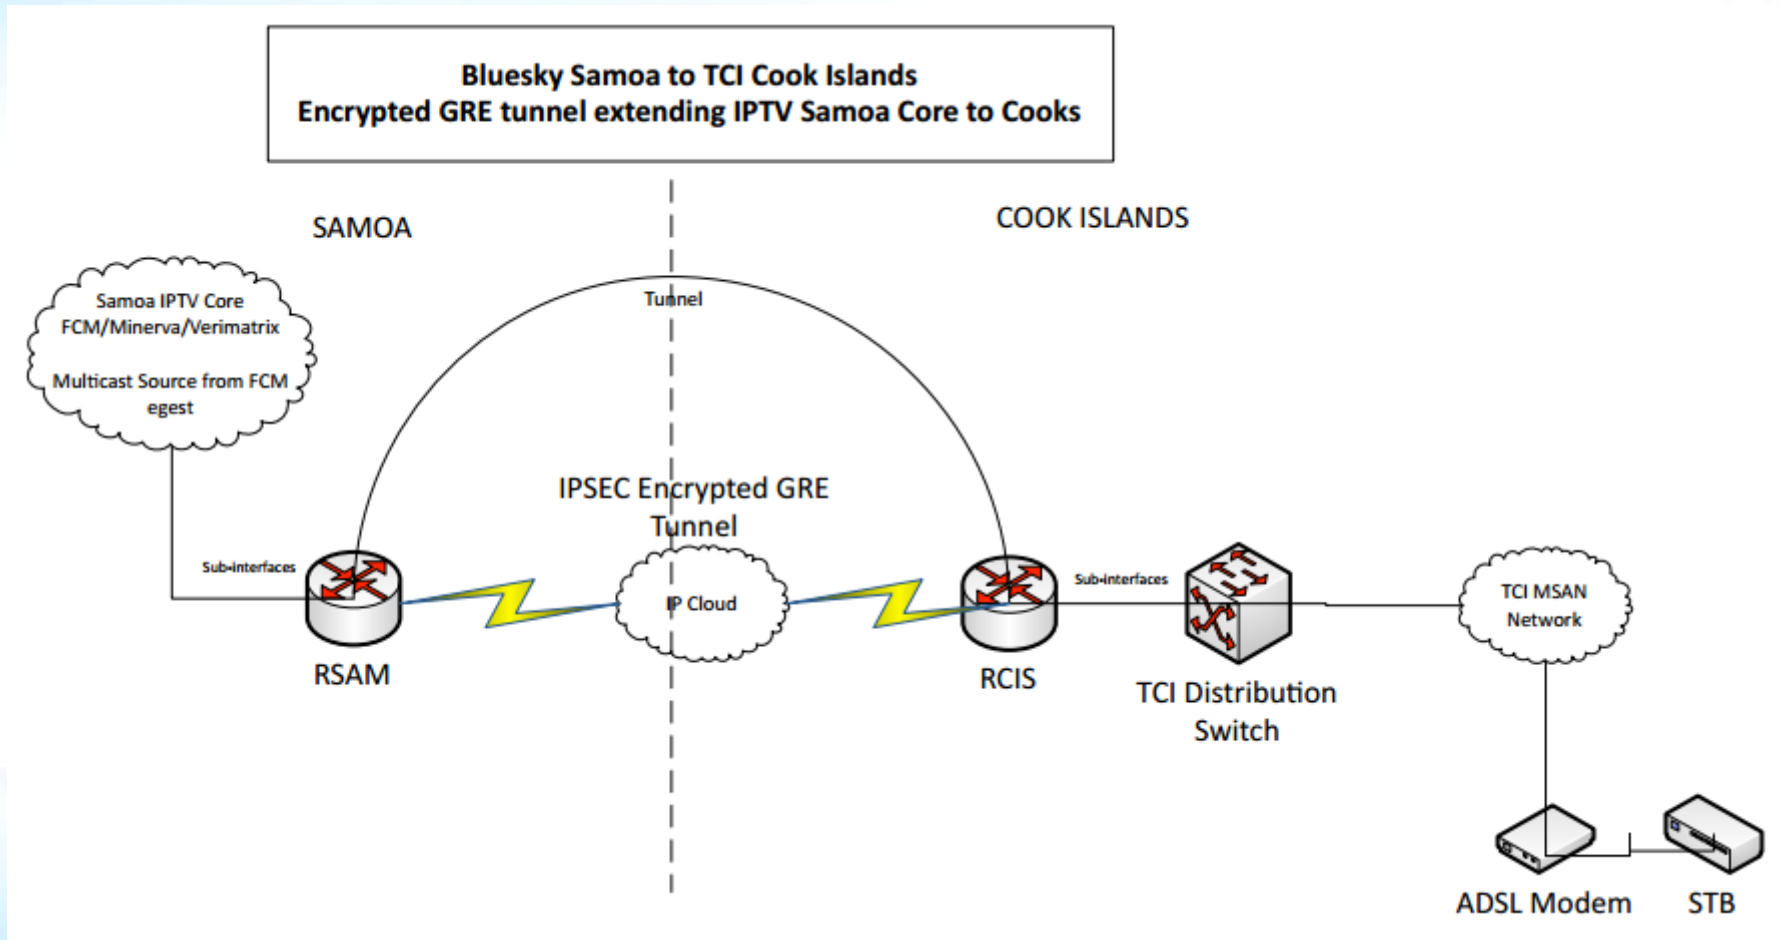 Bluesky Samoa to TCI Cook Islands
Encrypted GRE tunnel extending IPTV Samoa Core to Cooks
SAMOA
COOK ISLANDS
Samoa IPTV Core
FCM/Minerva/Verimatrix
Multicast Source from FCM
egest
Tunnel
IPSEC Encrypted GRE
Tunnel
Sub-interfaces
IP Cloud
Sub-interfaces
TCI MSAN
Network
RSAM
RCIS
TCI Distribution
Switch
ADSL Modem
STB